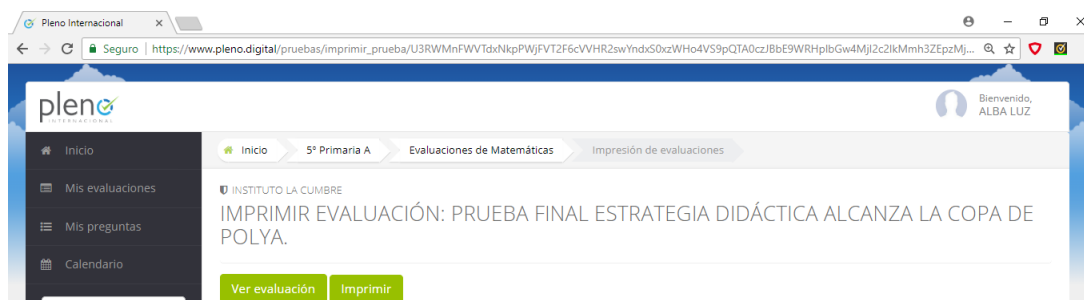 Pleno Internacional
Seguro | https://www.pleno.digital/pruebas/imprimir_prueba/
pleno
INTERNACIONAL
Bienvenido,
ALBA LUZ
Inicio
Mis evaluaciones
Mis preguntas
Calendario
Inicio 5º Primaria A Evaluaciones de Matemáticas Impresión de evaluaciones
INSTITUTO LA CUMBRE
IMPRIMIR EVALUACIÓN: PRUEBA FINAL ESTRATEGIA DIDÁCTICA ALCANZA LA COPA DE
POLYA.
Ver evaluación Imprimir